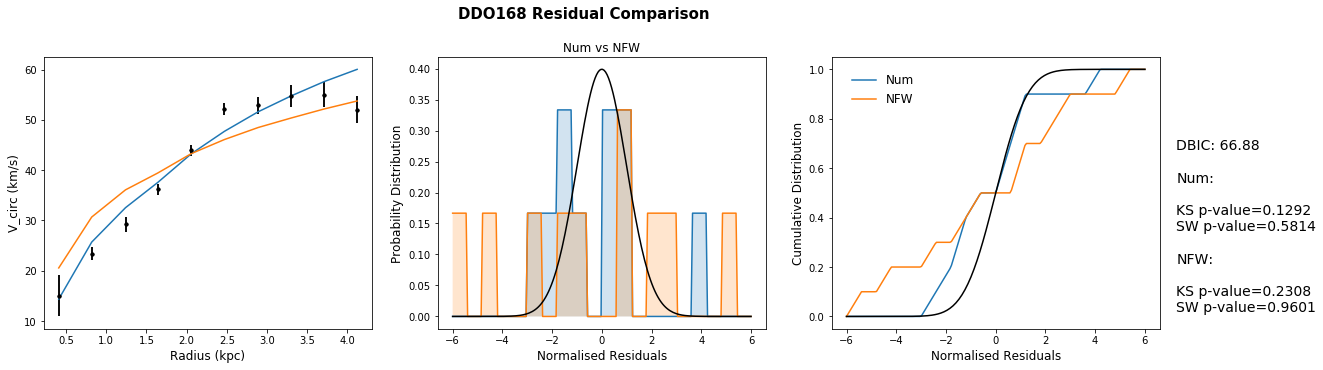 DDO168 Residual Comparison
V_circ (km/s)
60
50
40
30
20
10
0.5 1.0 1.5 2.0 2.5 3.0 3.5 4.0
Radius (kpc)
Num vs NFW
Probability Distribution
0.40
0.35
0.30
0.25
0.20
0.15
0.10
0.05
0.00
−6 −4 −2 0 2 4 6
Normalised Residuals
Cumulative Distribution
1.0
0.8
0.6
0.4
0.2
0.0
−6 −4 −2 0 2 4 6
Normalised Residuals
Num
NFW
DBIC: 66.88
Num:
KS p-value=0.1292
SW p-value=0.5814
NFW:
KS p-value=0.2308
SW p-value=0.9601